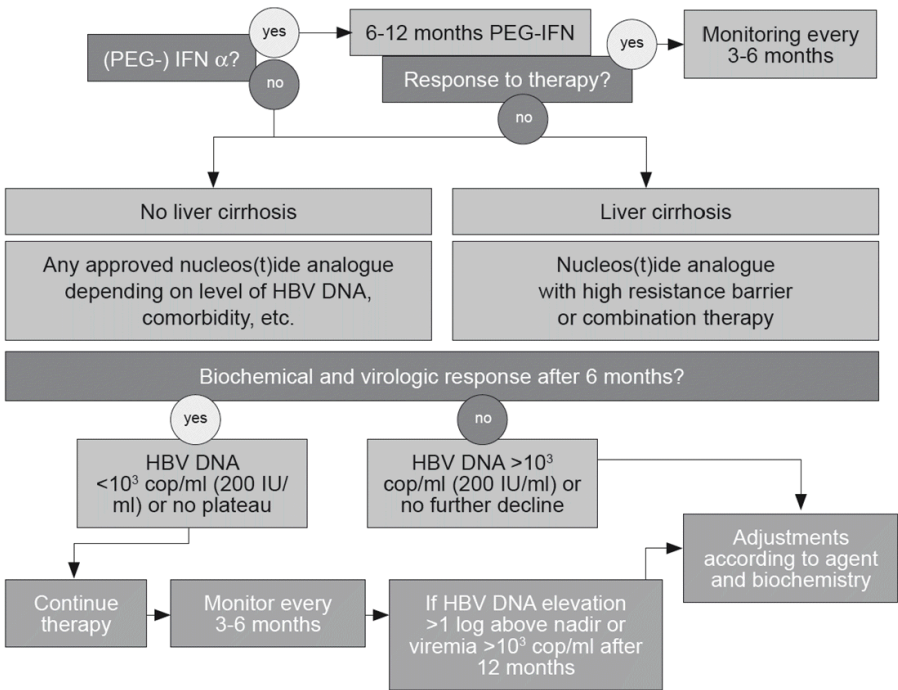 (PEG-) IFN α?
yes
no
6-12 months PEG-IFN
Response to therapy?
yes
no
Monitoring every
3-6 months
No liver cirrhosis
Any approved nucleos(t)ide analogue
depending on level of HBV DNA,
comorbidity, etc.
Liver cirrhosis
Nucleos(t)ide analogue
with high resistance barrier
or combination therapy
Biochemical and virologic response after 6 months?
yes
HBV DNA
<10³ cop/ml (200 IU/
ml) or no plateau
no
HBV DNA >10³
cop/ml (200 IU/ml) or
no further decline
Continue
therapy
Monitor every
3-6 months
If HBV DNA elevation
>1 log above nadir or
viremia >10³ cop/ml after
12 months
Adjustments
according to agent
and biochemistry